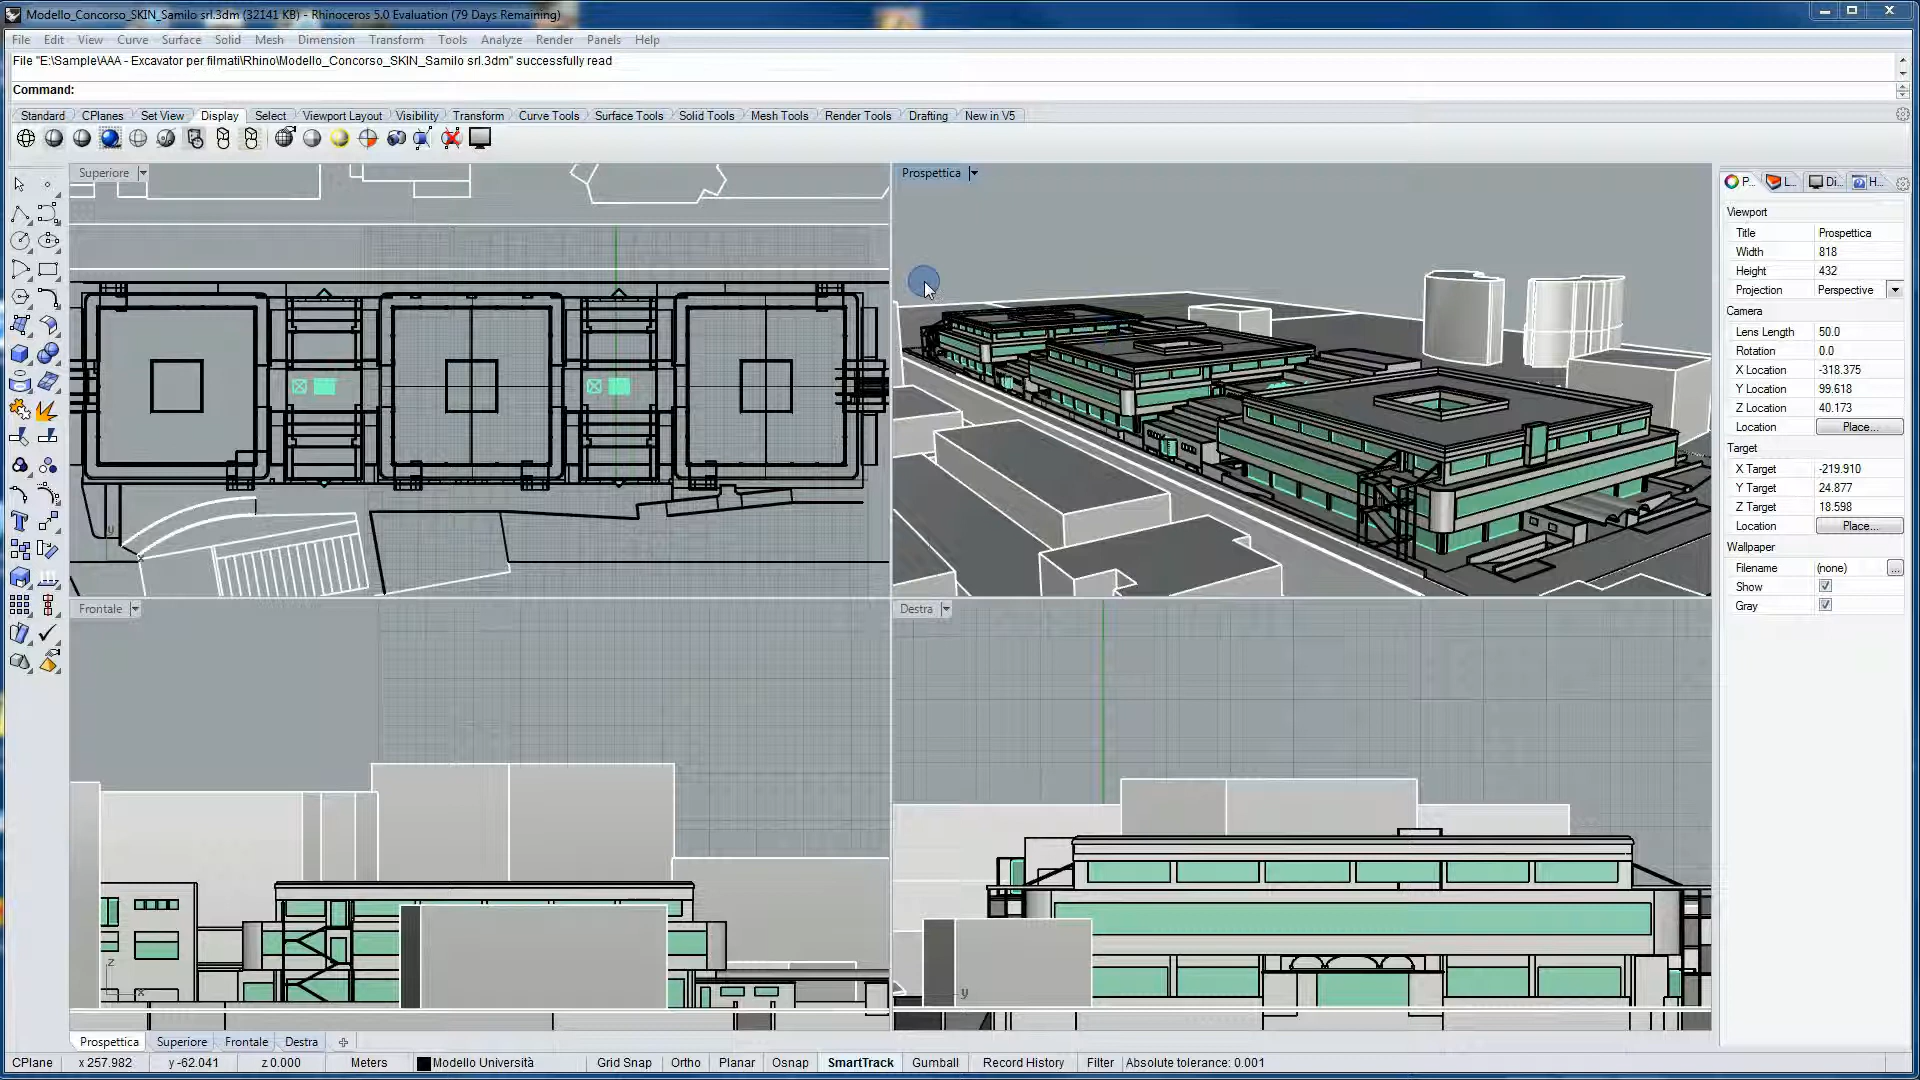 Modello_Concorso_SKIN_Samilo srl.3dm (32141 KB) - Rhinoceros 5.0 Evaluation (79 Days Remaining)
File Edit View Curve Surface Solid Mesh Dimension Transform Tools Analyze Render Panels Help
File "E:\Sample\AAA - Excavator per filmati\Rhino\Modello_Concorso_SKIN_Samilo srl.3dm" successfully read
Command:
Standard CPlanes Set View Display Select Viewport Layout Visibility Transform Curve Tools Surface Tools Solid Tools Mesh Tools Render Tools Drafting New in V5
Superiore
Prospettica
P... L... Di... H...
Viewport
Title Prospettica
Width 818
Height 432
Projection Perspective
Camera
Lens Length 50.0
Rotation 0.0
X Location -318.375
Y Location 99.618
Z Location 40.173
Location Place...
Target
X Target -219.910
Y Target 24.877
Z Target 18.598
Location Place...
Wallpaper
Filename (none) ...
Show
Gray
y
x
Frontale
Destra
z
x
y
Prospettica Superiore Frontale Destra
CPlane x 257.982 y -62.041 z 0.000 Meters Modello Università Grid Snap Ortho Planar Osnap SmartTrack Gumball Record History Filter Absolute tolerance: 0.001